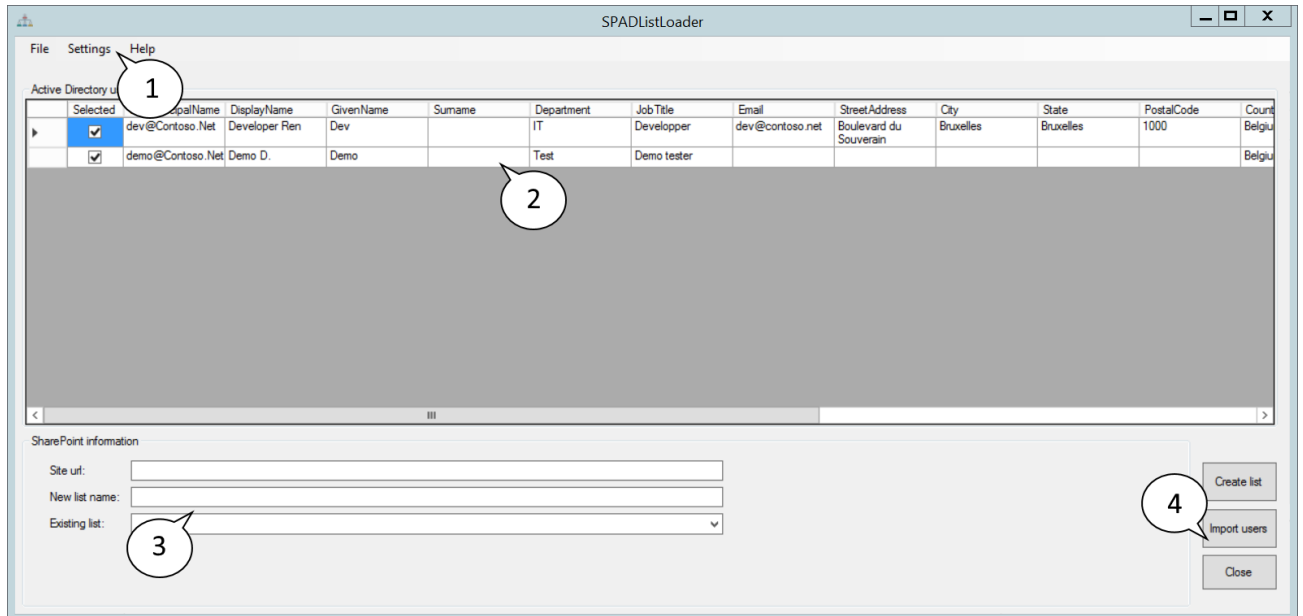 SPADListLoader
File Settings Help
1
Active Directory u
Selected ipalName DisplayName GivenName Surname Department JobTitle Email StreetAddress City State PostalCode Count
dev@Contoso.Net Developer Ren Dev IT Developper dev@contoso.net Boulevard du Bruxelles Bruxelles 1000 Belgiu
Souverain
demo@Contoso.Net Demo D. Demo Test Demo tester Belgiu
2
SharePoint information
Site url:
New list name:
Existing list:
3
Create list
4
Import users
Close